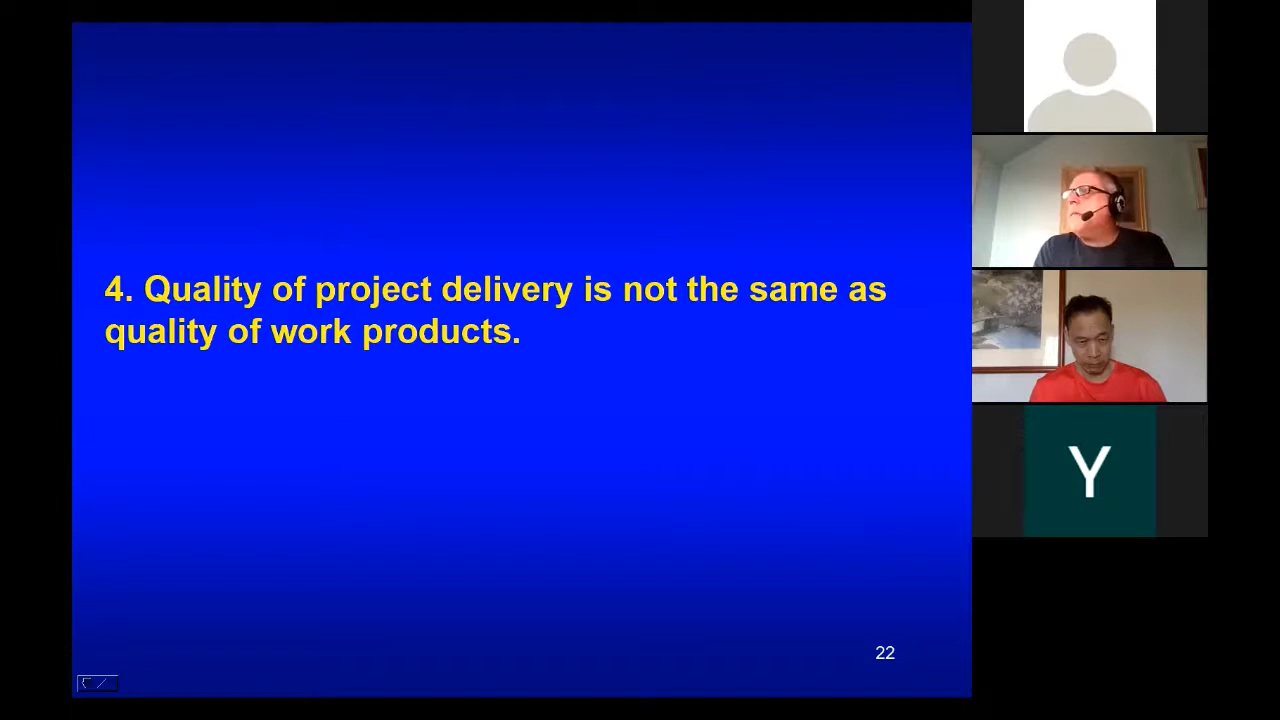 4. Quality of project delivery is not the same as
quality of work products.
22
Y